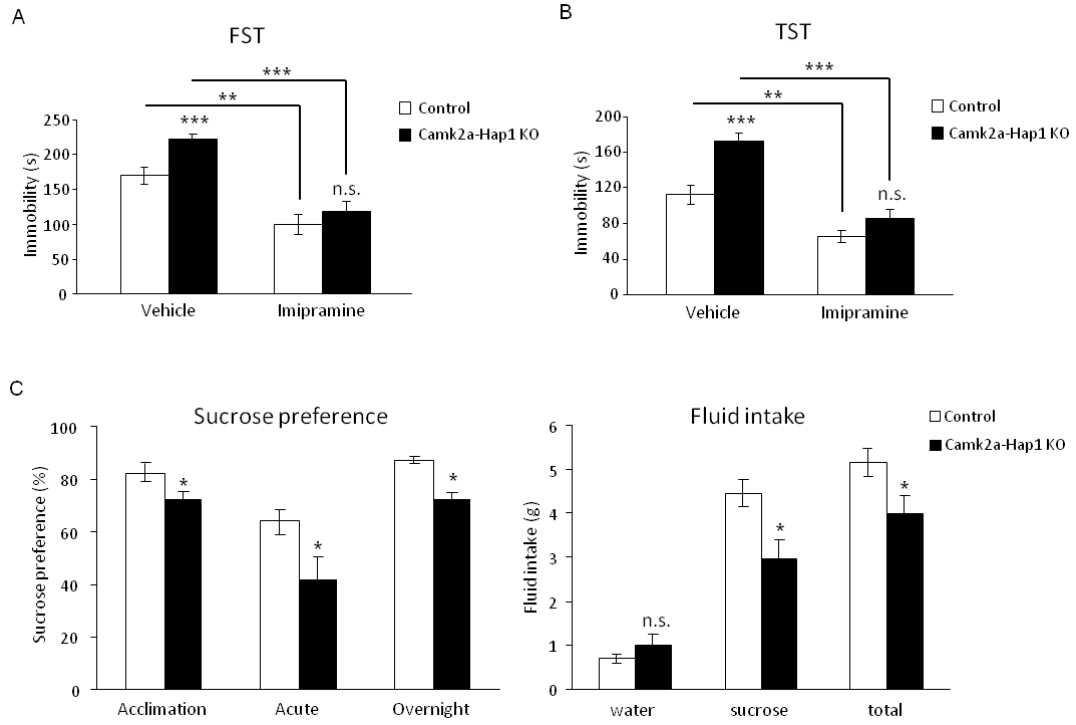 A
FST
***
**
***
n.s.
Control
Camk2a-Hap1 KO
Immobility (s)
250
200
150
100
50
0
Vehicle
Imipramine
B
TST
***
**
***
n.s.
Control
Camk2a-Hap1 KO
Immobility (s)
200
160
120
80
40
0
Vehicle
Imipramine
C
Sucrose preference
Sucrose preference (%)
100
80
60
40
20
0
*
*
*
Acclimation
Acute
Overnight
Fluid intake
Control
Camk2a-Hap1 KO
Fluid intake (g)
6
5
4
3
2
1
0
n.s.
*
*
water
sucrose
total